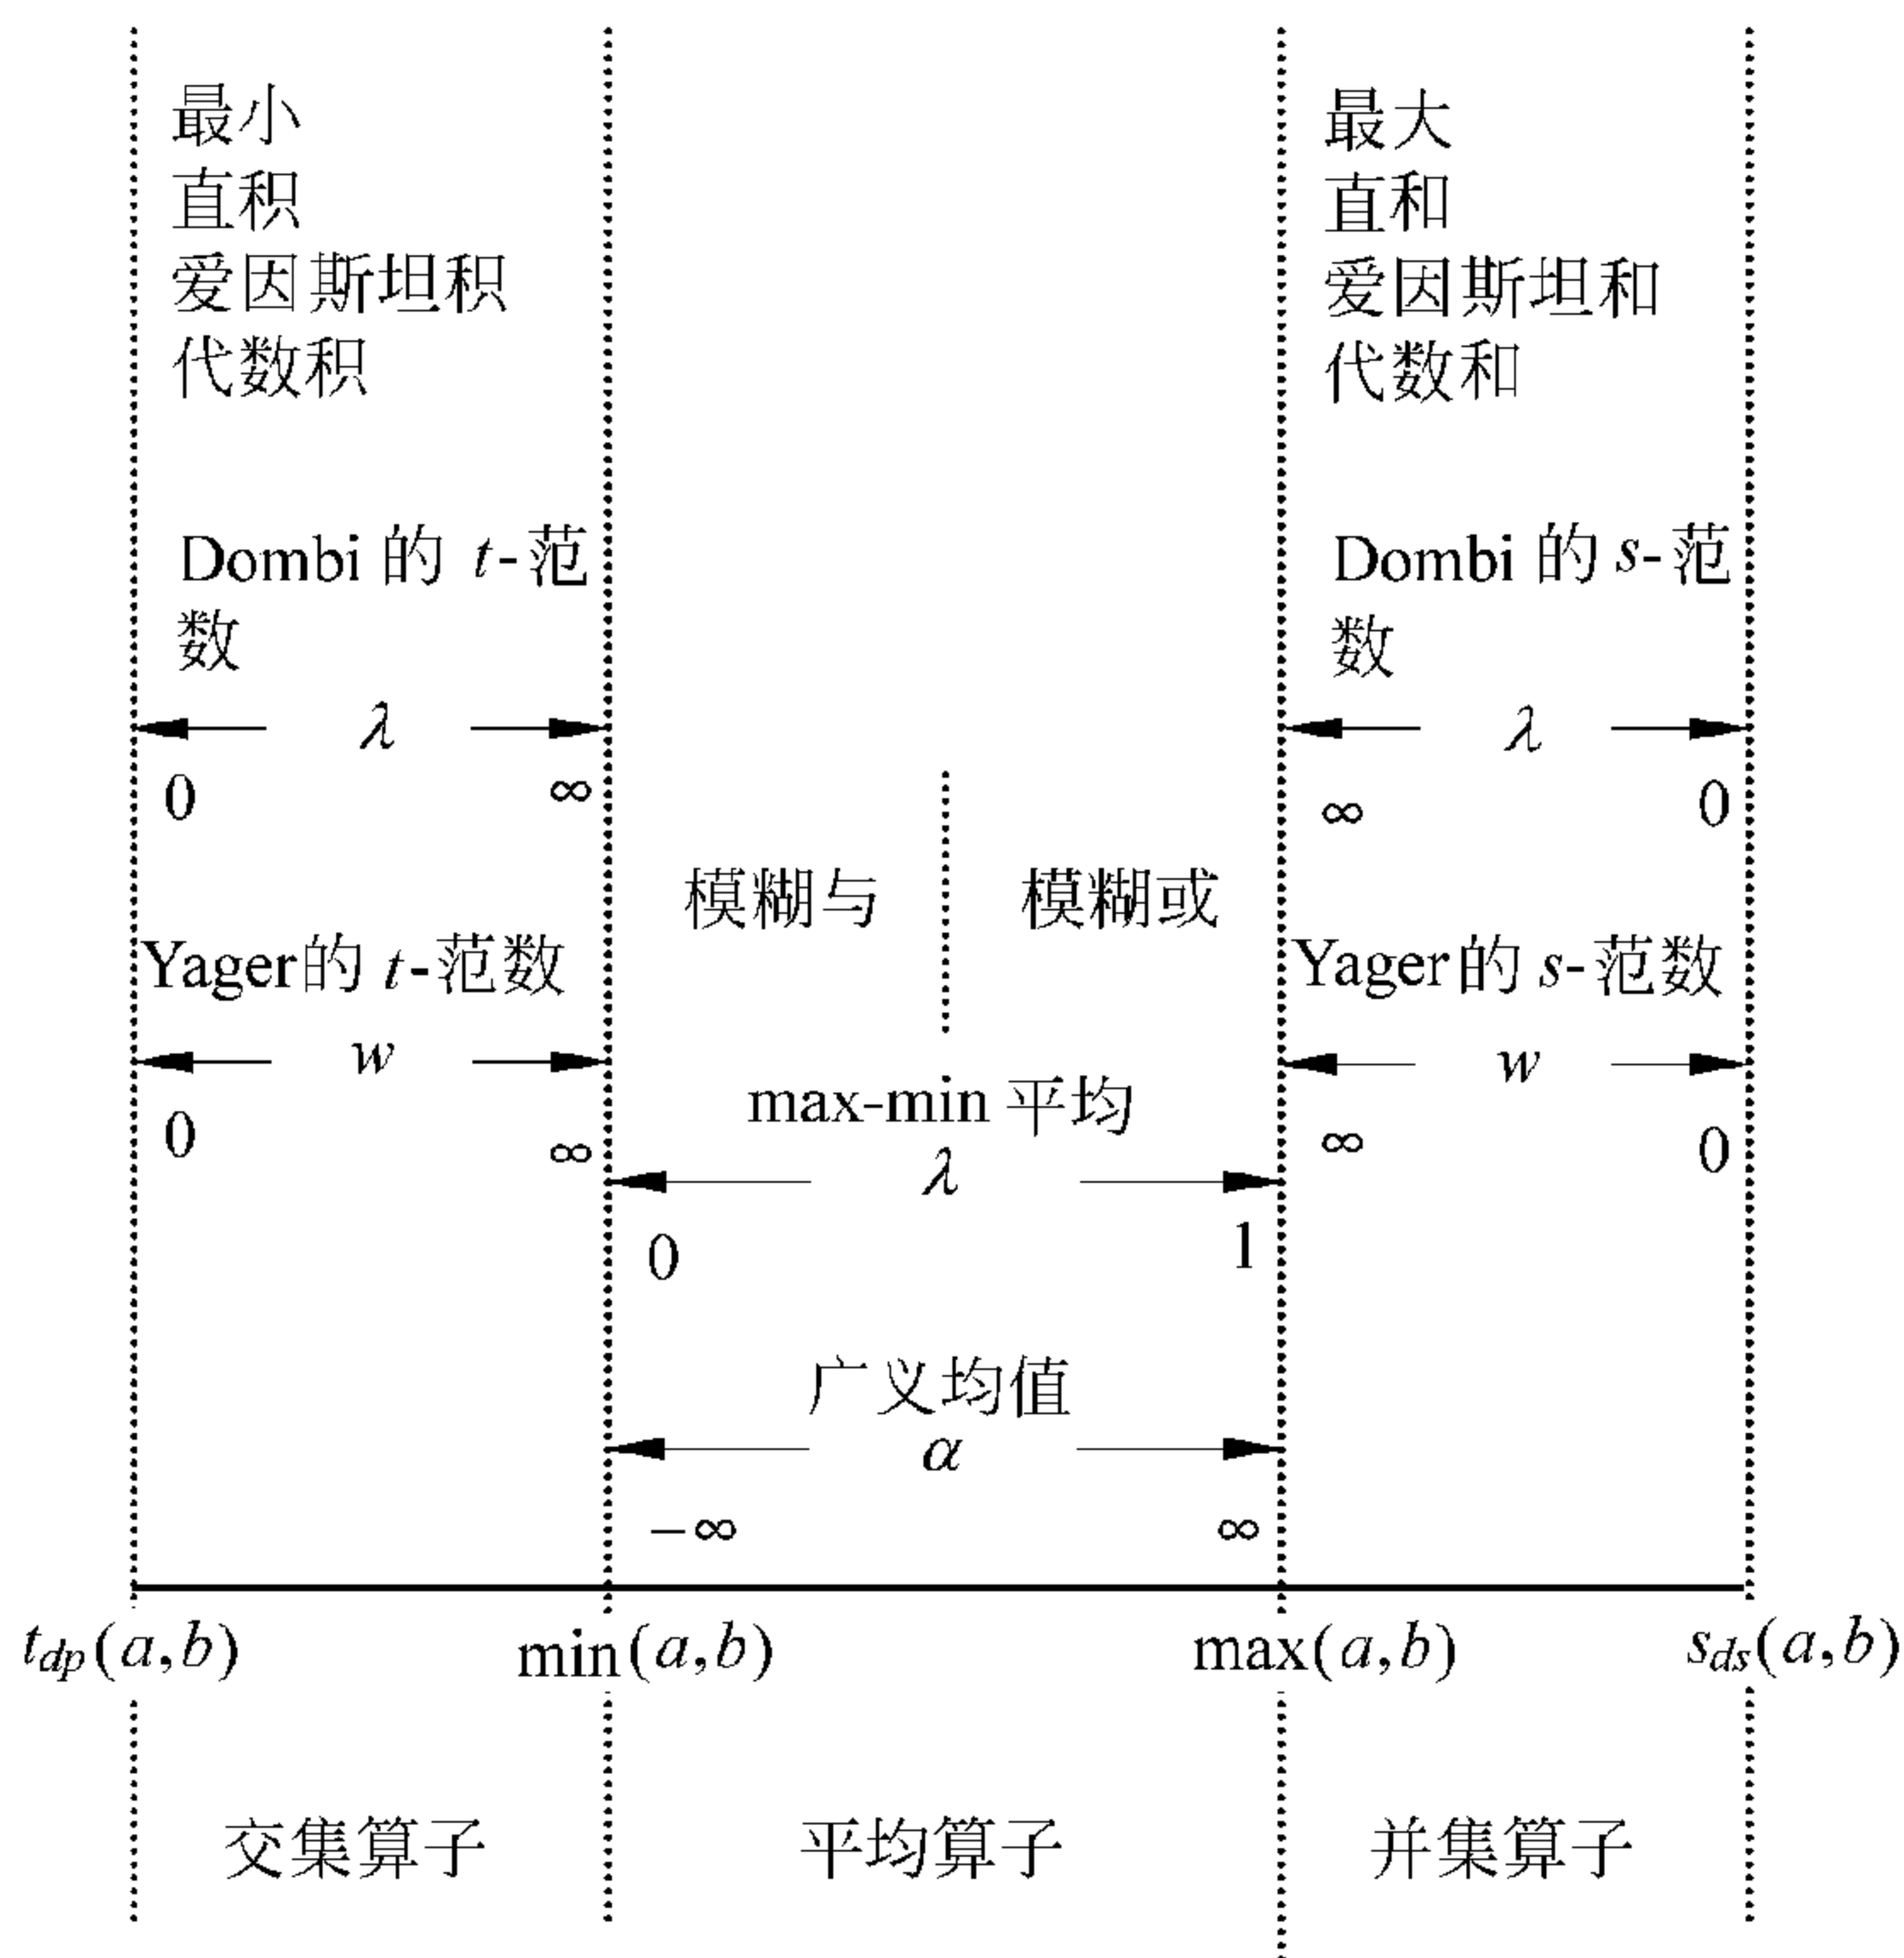 最小
直积
爱因斯坦积
代数积
Dombi 的 t-范
数
λ
0 ∞
Yager的 t-范数
w
0 ∞
模糊与 模糊或
max-min 平均
λ
0 1
广义均值
α
−∞ ∞
最大
直和
爱因斯坦和
代数和
Dombi 的 s-范
数
λ
∞ 0
Yager的 s-范数
w
∞ 0
t_dp(a,b) min(a,b) max(a,b) s_ds(a,b)
交集算子 平均算子 并集算子